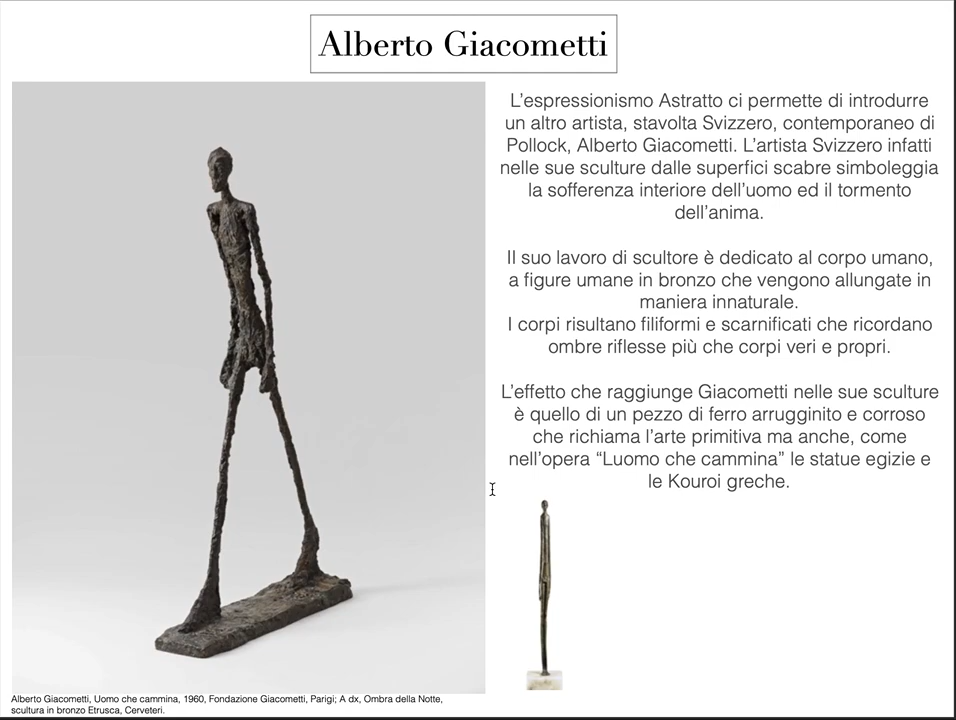 Alberto Giacometti
L’espressionismo Astratto ci permette di introdurre
un altro artista, stavolta Svizzero, contemporaneo di
Pollock, Alberto Giacometti. L’artista Svizzero infatti
nelle sue sculture dalle superfici scabre simboleggia
la sofferenza interiore dell’uomo ed il tormento
dell’anima.
Il suo lavoro di scultore è dedicato al corpo umano,
a figure umane in bronzo che vengono allungate in
maniera innaturale.
I corpi risultano filiformi e scarnificati che ricordano
ombre riflesse più che corpi veri e propri.
L’effetto che raggiunge Giacometti nelle sue sculture
è quello di un pezzo di ferro arrugginito e corroso
che richiama l’arte primitiva ma anche, come
nell’opera “Luomo che cammina” le statue egizie e
le Kouroi greche.
Alberto Giacometti, Uomo che cammina, 1960, Fondazione Giacometti, Parigi; A dx, Ombra della Notte,
scultura in bronzo Etrusca, Cerveteri.